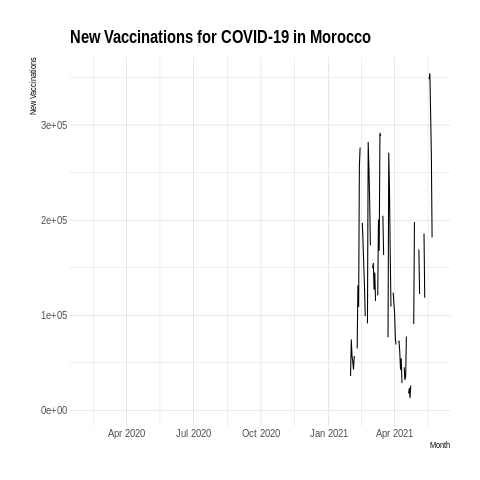 New Vaccinations for COVID-19 in Morocco
New Vaccinations
3e+05
2e+05
1e+05
0e+00
Apr 2020 Jul 2020 Oct 2020 Jan 2021 Apr 2021
Month